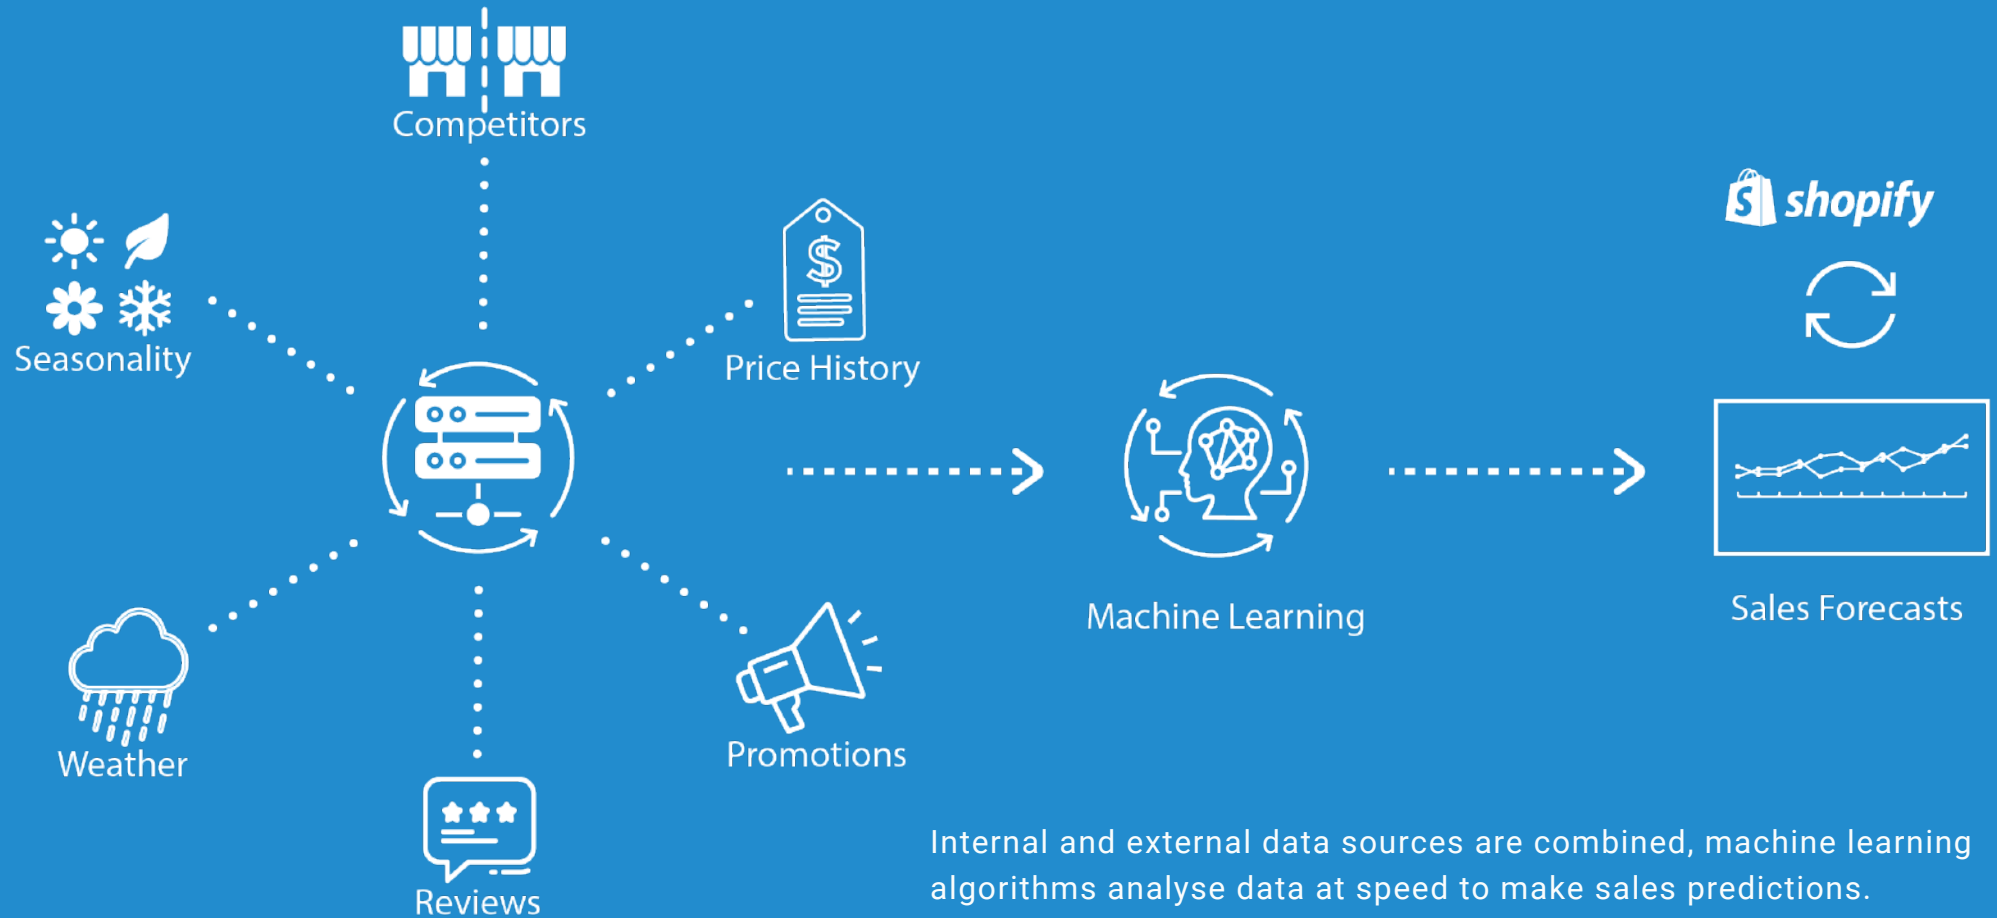 Competitors
shopify
Seasonality
$
Price History
Machine Learning
Sales Forecasts
Weather
Promotions
Reviews
Internal and external data sources are combined, machine learning
algorithms analyse data at speed to make sales predictions.